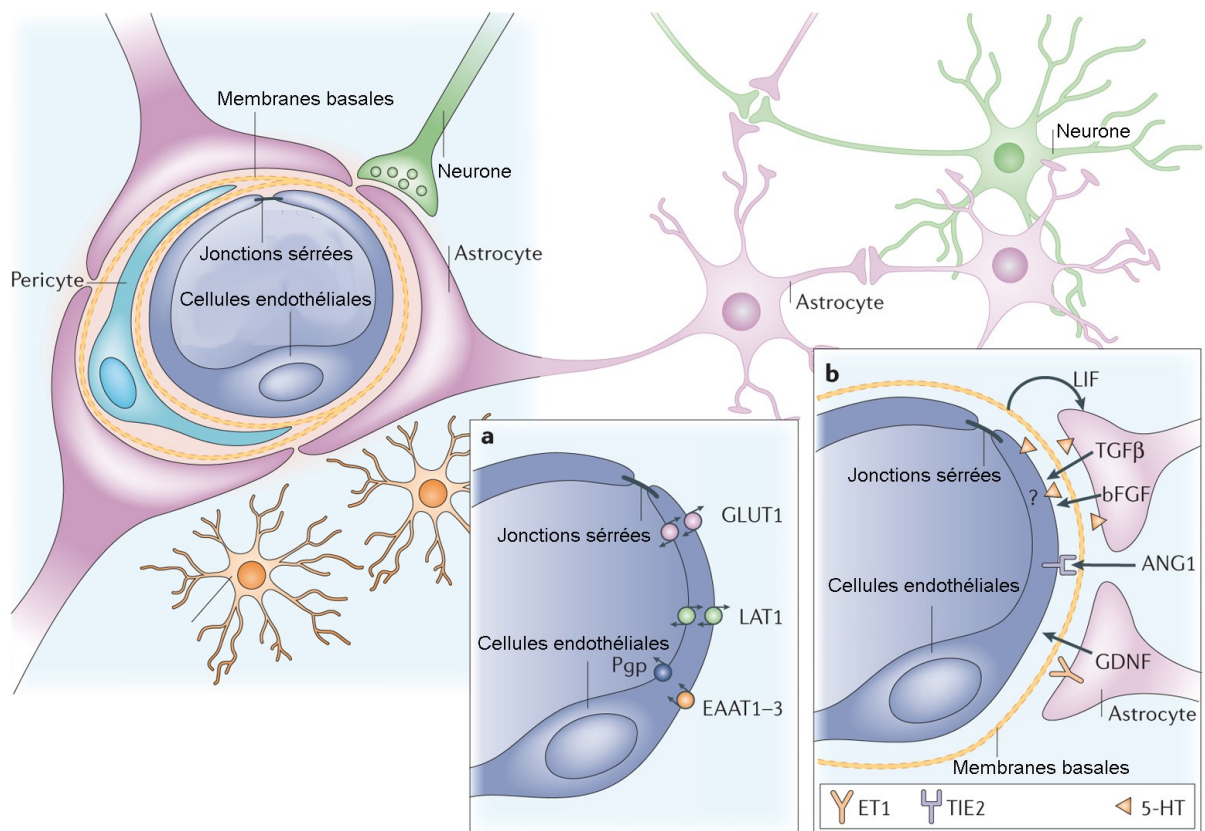 Membranes basales
Neurone
Jonctions sérrées
Astrocyte
Pericyte
Cellules endothéliales
Neurone
Astrocyte
a
Jonctions sérrées
GLUT1
LAT1
Cellules endothéliales
Pgp
EAAT1–3
b
LIF
Jonctions sérrées
TGFβ
?
bFGF
ANG1
Cellules endothéliales
GDNF
Astrocyte
Membranes basales
ET1
TIE2
5-HT